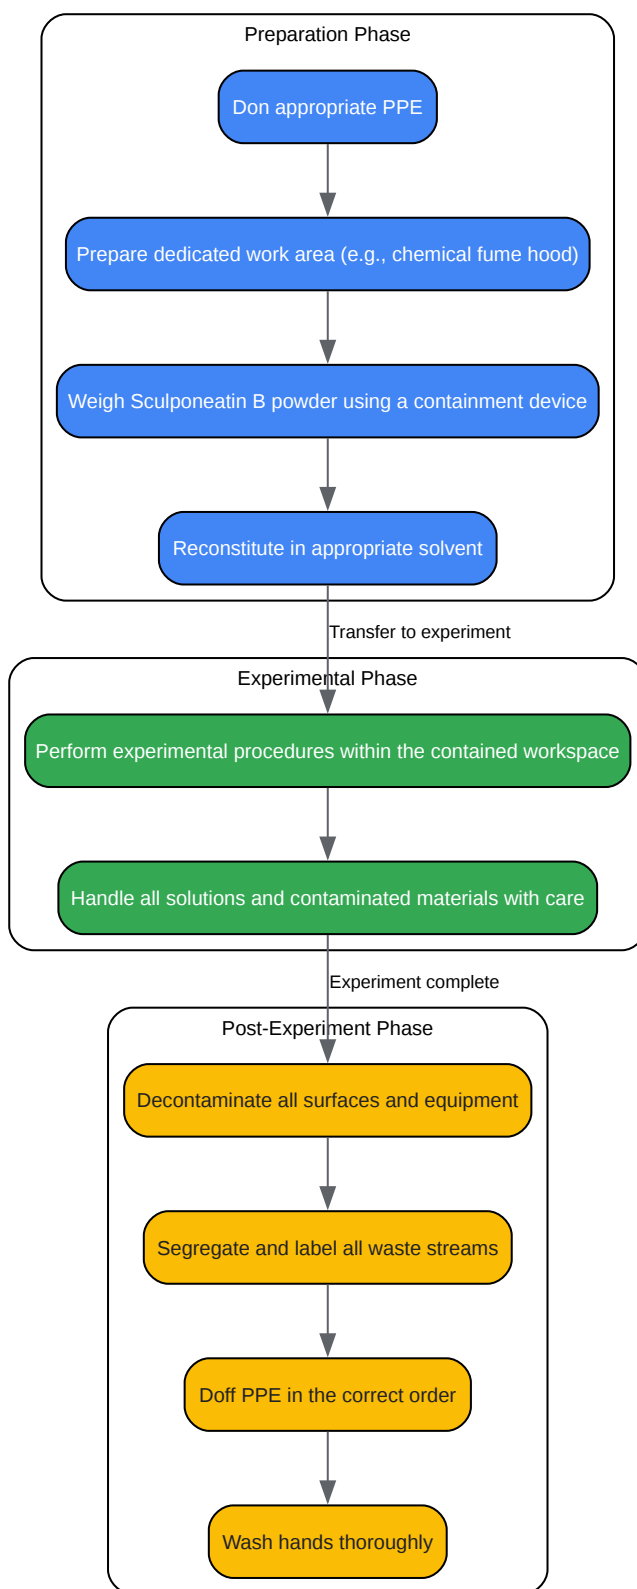 Preparation Phase
Don appropriate PPE
Prepare dedicated work area (e.g., chemical fume hood)
Weigh Sculponeatin B powder using a containment device
Reconstitute in appropriate solvent
Transfer to experiment
Experimental Phase
Perform experimental procedures within the contained workspace
Handle all solutions and contaminated materials with care
Experiment complete
Post-Experiment Phase
Decontaminate all surfaces and equipment
Segregate and label all waste streams
Doff PPE in the correct order
Wash hands thoroughly